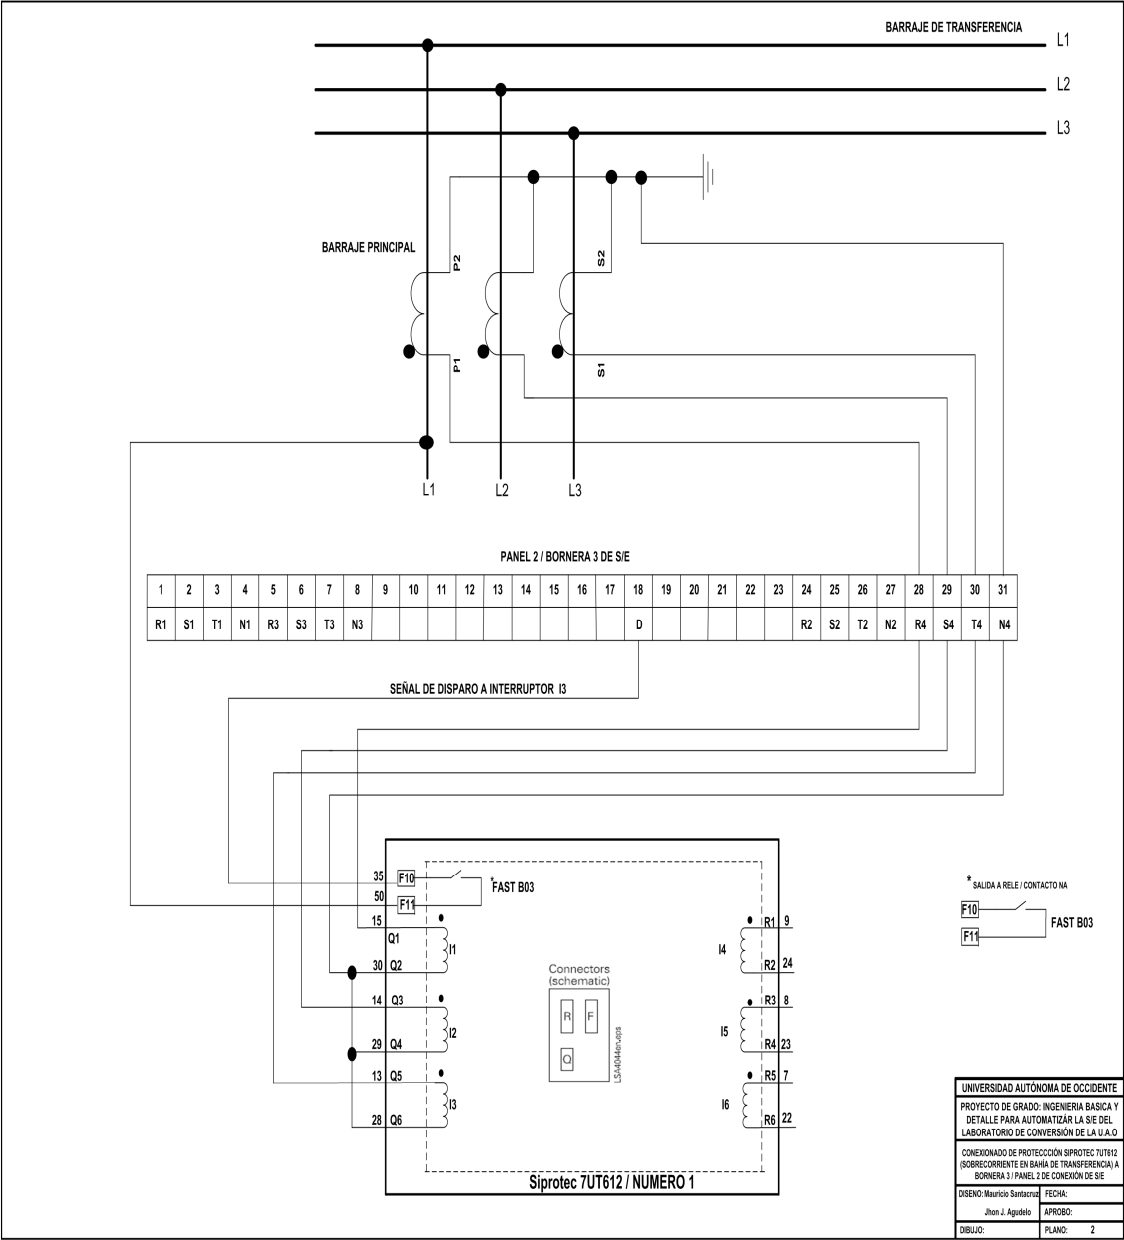 BARRAJE DE TRANSFERENCIA
L1
L2
L3
BARRAJE PRINCIPAL
P2
S2
P1
S1
L1 L2 L3
PANEL 2 / BORNERA 3 DE S/E
1 2 3 4 5 6 7 8 9 10 11 12 13 14 15 16 17 18 19 20 21 22 23 24 25 26 27 28 29 30 31
R1 S1 T1 N1 R3 S3 T3 N3 D R2 S2 T2 N2 R4 S4 T4 N4
SEÑAL DE DISPARO A INTERRUPTOR I3
35 F10
*FAST B03
50 F11
15 Q1 I1
30 Q2
14 Q3 I2
29 Q4
13 Q5 I3
28 Q6
Connectors
(schematic)
R F
Q
LSA4044en.eps
I4 R1 9
R2 24
I5 R3 8
R4 23
I6 R5 7
R6 22
Siprotec 7UT612 / NUMERO 1
* SALIDA A RELE / CONTACTO NA
F10
FAST B03
F11
UNIVERSIDAD AUTÓNOMA DE OCCIDENTE
PROYECTO DE GRADO: INGENIERIA BASICA Y
DETALLE PARA AUTOMATIZAR LA S/E DEL
LABORATORIO DE CONVERSIÓN DE LA U.A.O
CONEXIONADO DE PROTECCCIÓN SIPROTEC 7UT612
(SOBRECORRIENTE EN BAHÍA DE TRANSFERENCIA) A
BORNERA 3 / PANEL 2 DE CONEXIÓN DE S/E
DISENO: Mauricio Santacruz FECHA:
Jhon J. Agudelo APROBO:
DIBUJO: PLANO: 2